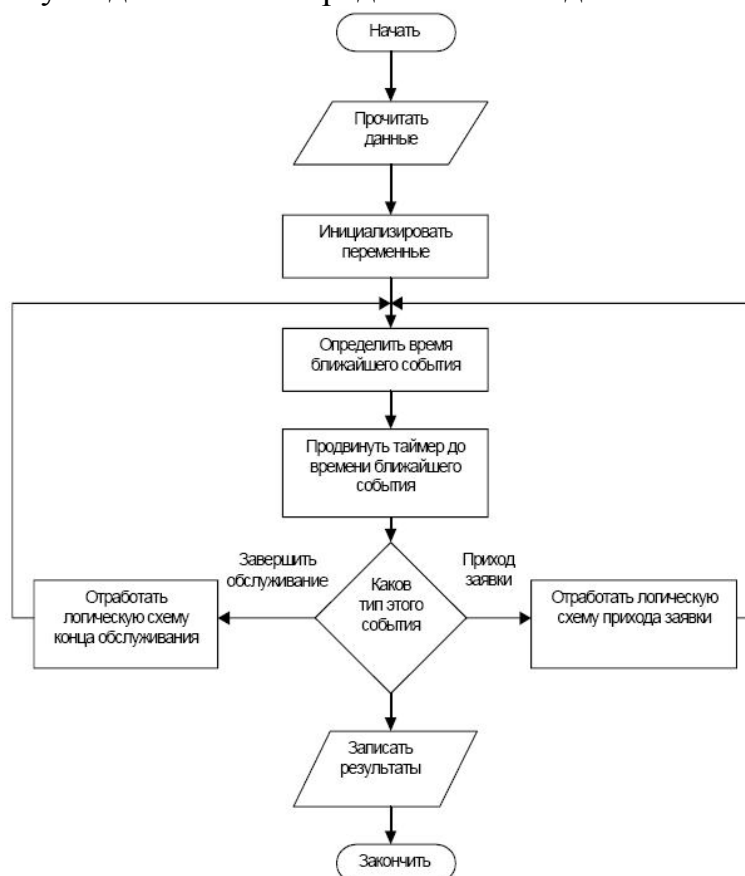 Начать
Прочитать
данные
Инициализировать
переменные
Определить время
ближайшего события
Продвинуть таймер до
времени ближайшего
события
Завершить
обслуживание
Приход
заявки
Каков
тип этого
события
Отработать
логическую схему
конца обслуживания
Отработать логическую
схему прихода заявки
Записать
результаты
Закончить